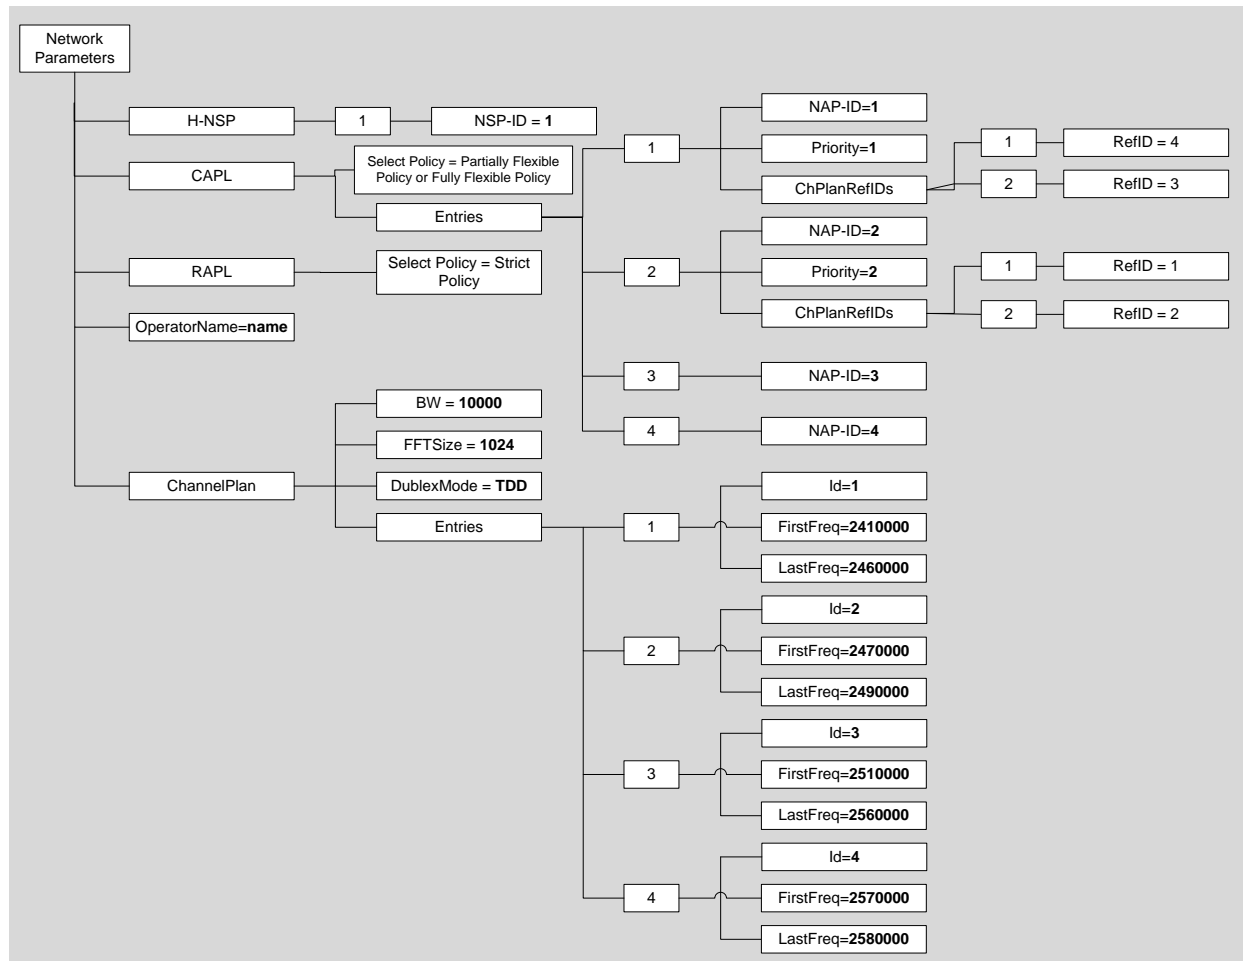 Network
Parameters
H-NSP
1
NSP-ID = 1
CAPL
Select Policy = Partially Flexible
Policy or Fully Flexible Policy
Entries
1
NAP-ID=1
Priority=1
ChPlanRefIDs
1
RefID = 4
2
RefID = 3
2
NAP-ID=2
Priority=2
ChPlanRefIDs
1
RefID = 1
2
RefID = 2
3
NAP-ID=3
4
NAP-ID=4
RAPL
Select Policy = Strict
Policy
OperatorName=name
ChannelPlan
BW = 10000
FFTSize = 1024
DublexMode = TDD
Entries
1
Id=1
FirstFreq=2410000
LastFreq=2460000
2
Id=2
FirstFreq=2470000
LastFreq=2490000
3
Id=3
FirstFreq=2510000
LastFreq=2560000
4
Id=4
FirstFreq=2570000
LastFreq=2580000